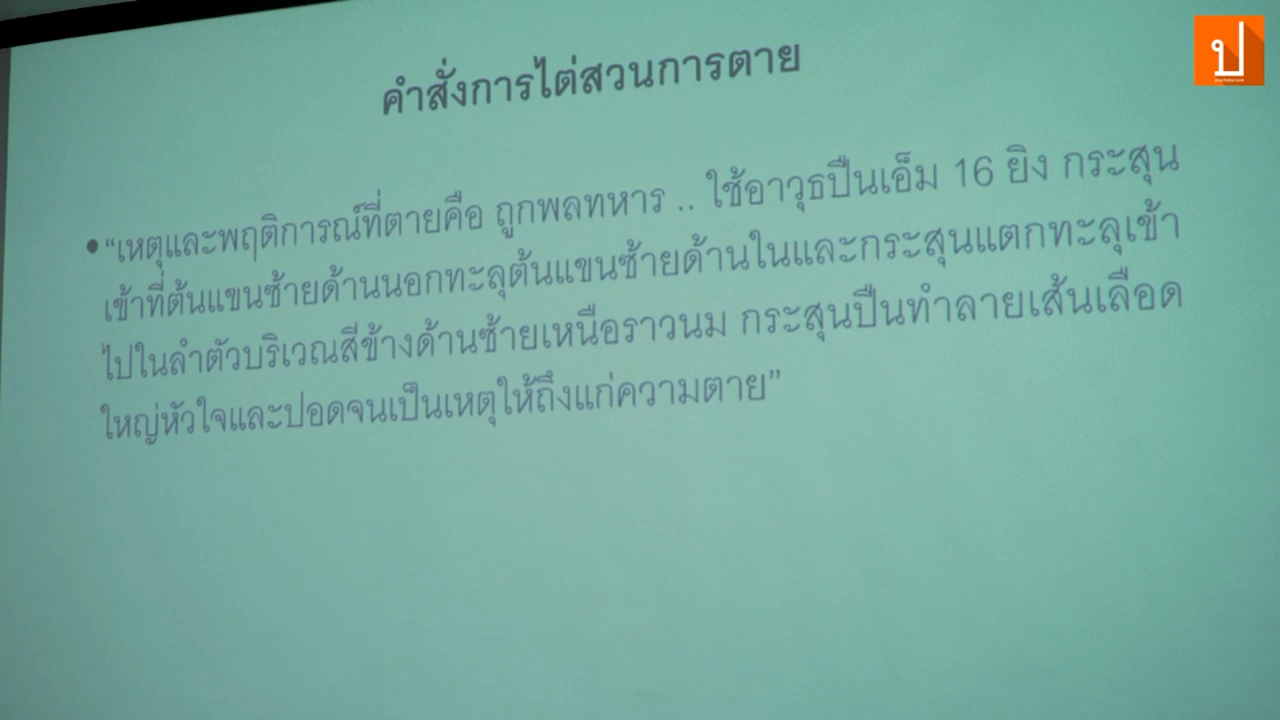 คำสั่งการไต่สวนการตาย
ป
• “เหตุและพฤติการณ์ที่ตายคือ ถูกพลทหาร .. ใช้อาวุธปืนเอ็ม 16 ยิง กระสุน
เข้าที่ต้นแขนซ้ายด้านนอกทะลุต้นแขนซ้ายด้านในและกระสุนแตกทะลุเข้า
ไปในลำตัวบริเวณสีข้างด้านซ้ายเหนือราวนม กระสุนปืนทำลายเส้นเลือด
ใหญ่หัวใจและปอดจนเป็นเหตุให้ถึงแก่ความตาย”